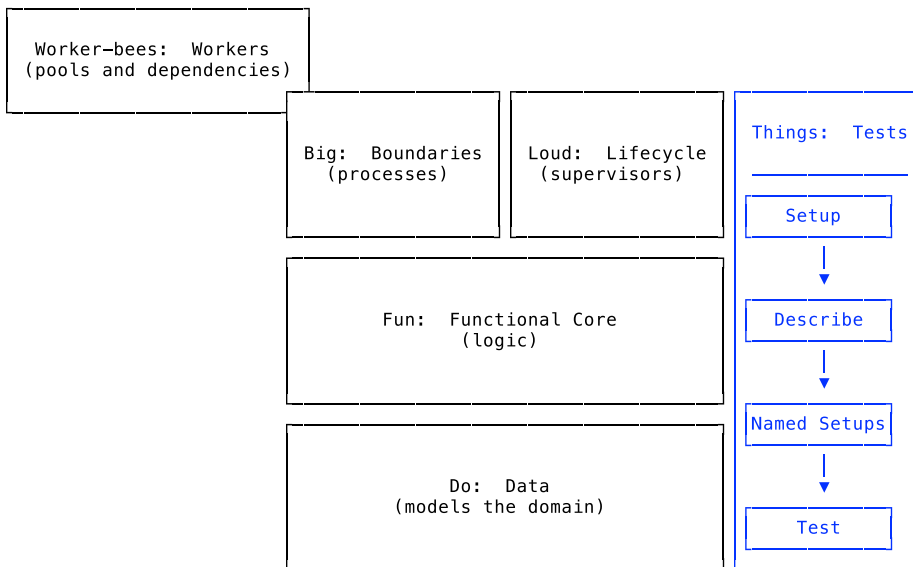 Worker-bees:  Workers
(pools and dependencies)
Big:  Boundaries
(processes)
Loud:  Lifecycle
(supervisors)
Things:  Tests
Setup
Describe
Named Setups
Test
Fun:  Functional Core
(logic)
Do:  Data
(models the domain)